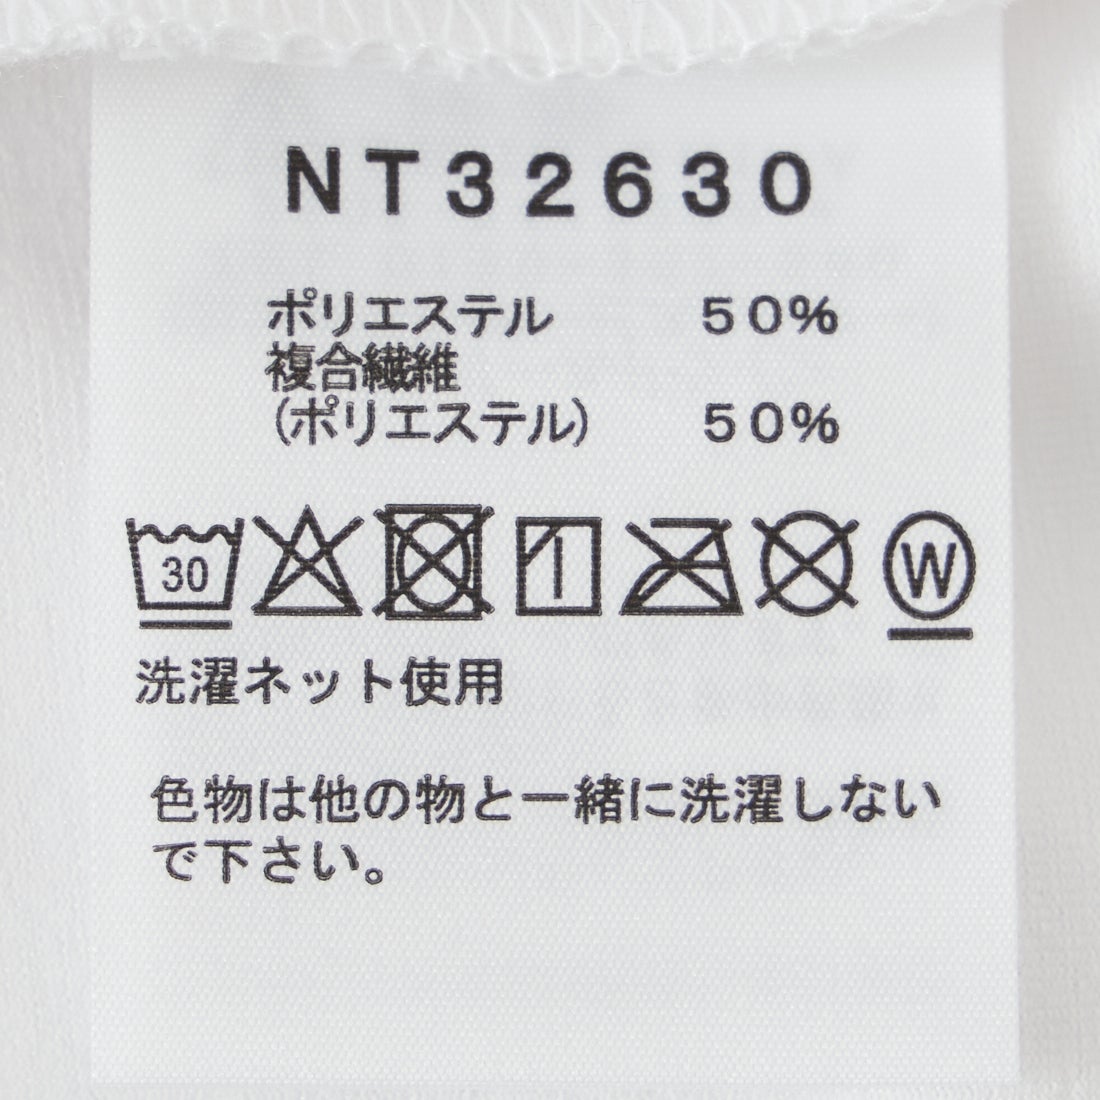 NT32630
ポリエステル 50%
複合繊維
(ポリエステル) 50%
30
W
洗濯ネット使用
色物は他の物と一緒に洗濯しない
で下さい。